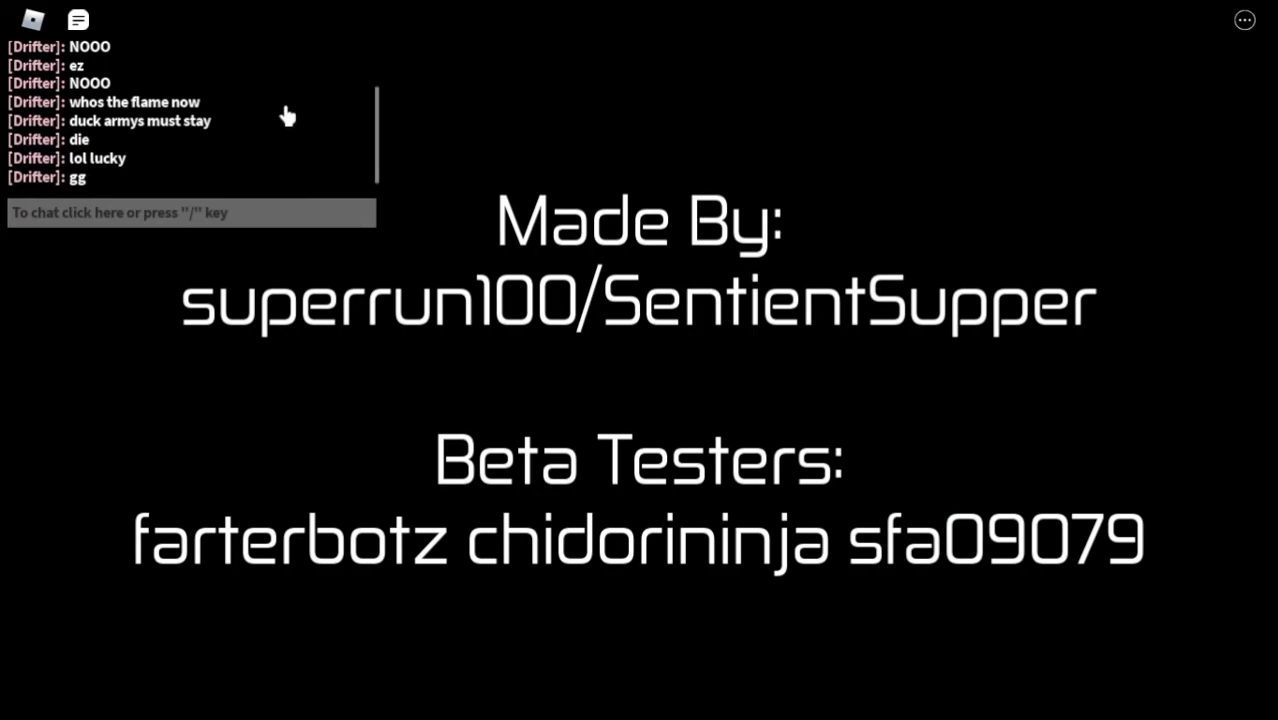 [Drifter]: NOOO
[Drifter]: ez
[Drifter]: NOOO
[Drifter]: whos the flame now
[Drifter]: duck armys must stay
[Drifter]: die
[Drifter]: lol lucky
[Drifter]: gg
To chat click here or press "/" key
Made By:
superrun100/SentientSupper
Beta Testers:
farterbotz chidorininja sfa09079